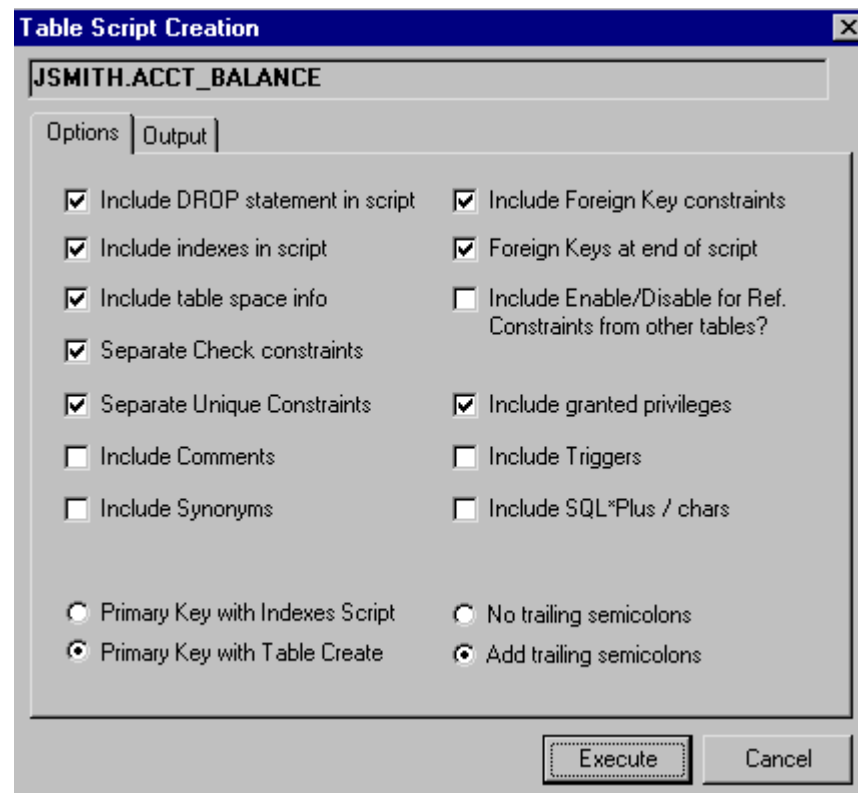 Table Script Creation
JSMITH.ACCT_BALANCE
Options
Output
Include DROP statement in script
Include Foreign Key constraints
Include indexes in script
Foreign Keys at end of script
Include table space info
Include Enable/Disable for Ref.
Constraints from other tables?
Separate Check constraints
Separate Unique Constraints
Include granted privileges
Include Comments
Include Triggers
Include Synonyms
Include SQL*Plus / chars
Primary Key with Indexes Script
No trailing semicolons
Primary Key with Table Create
Add trailing semicolons
Execute
Cancel